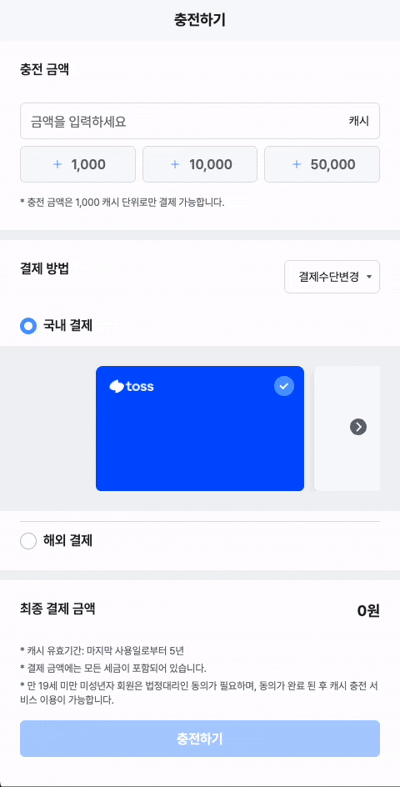 충전하기
충전 금액
금액을 입력하세요 캐시
+ 1,000 + 10,000 + 50,000
* 충전 금액은 1,000 캐시 단위로만 결제 가능합니다.
결제 방법 결제수단변경
국내 결제
toss
해외 결제
최종 결제 금액 0원
* 캐시 유효기간: 마지막 사용일로부터 5년
* 결제 금액에는 모든 세금이 포함되어 있습니다.
* 만 19세 미만 미성년자 회원은 법정대리인 동의가 필요하며, 동의가 완료 된 후 캐시 충전 서
비스 이용이 가능합니다.
충전하기